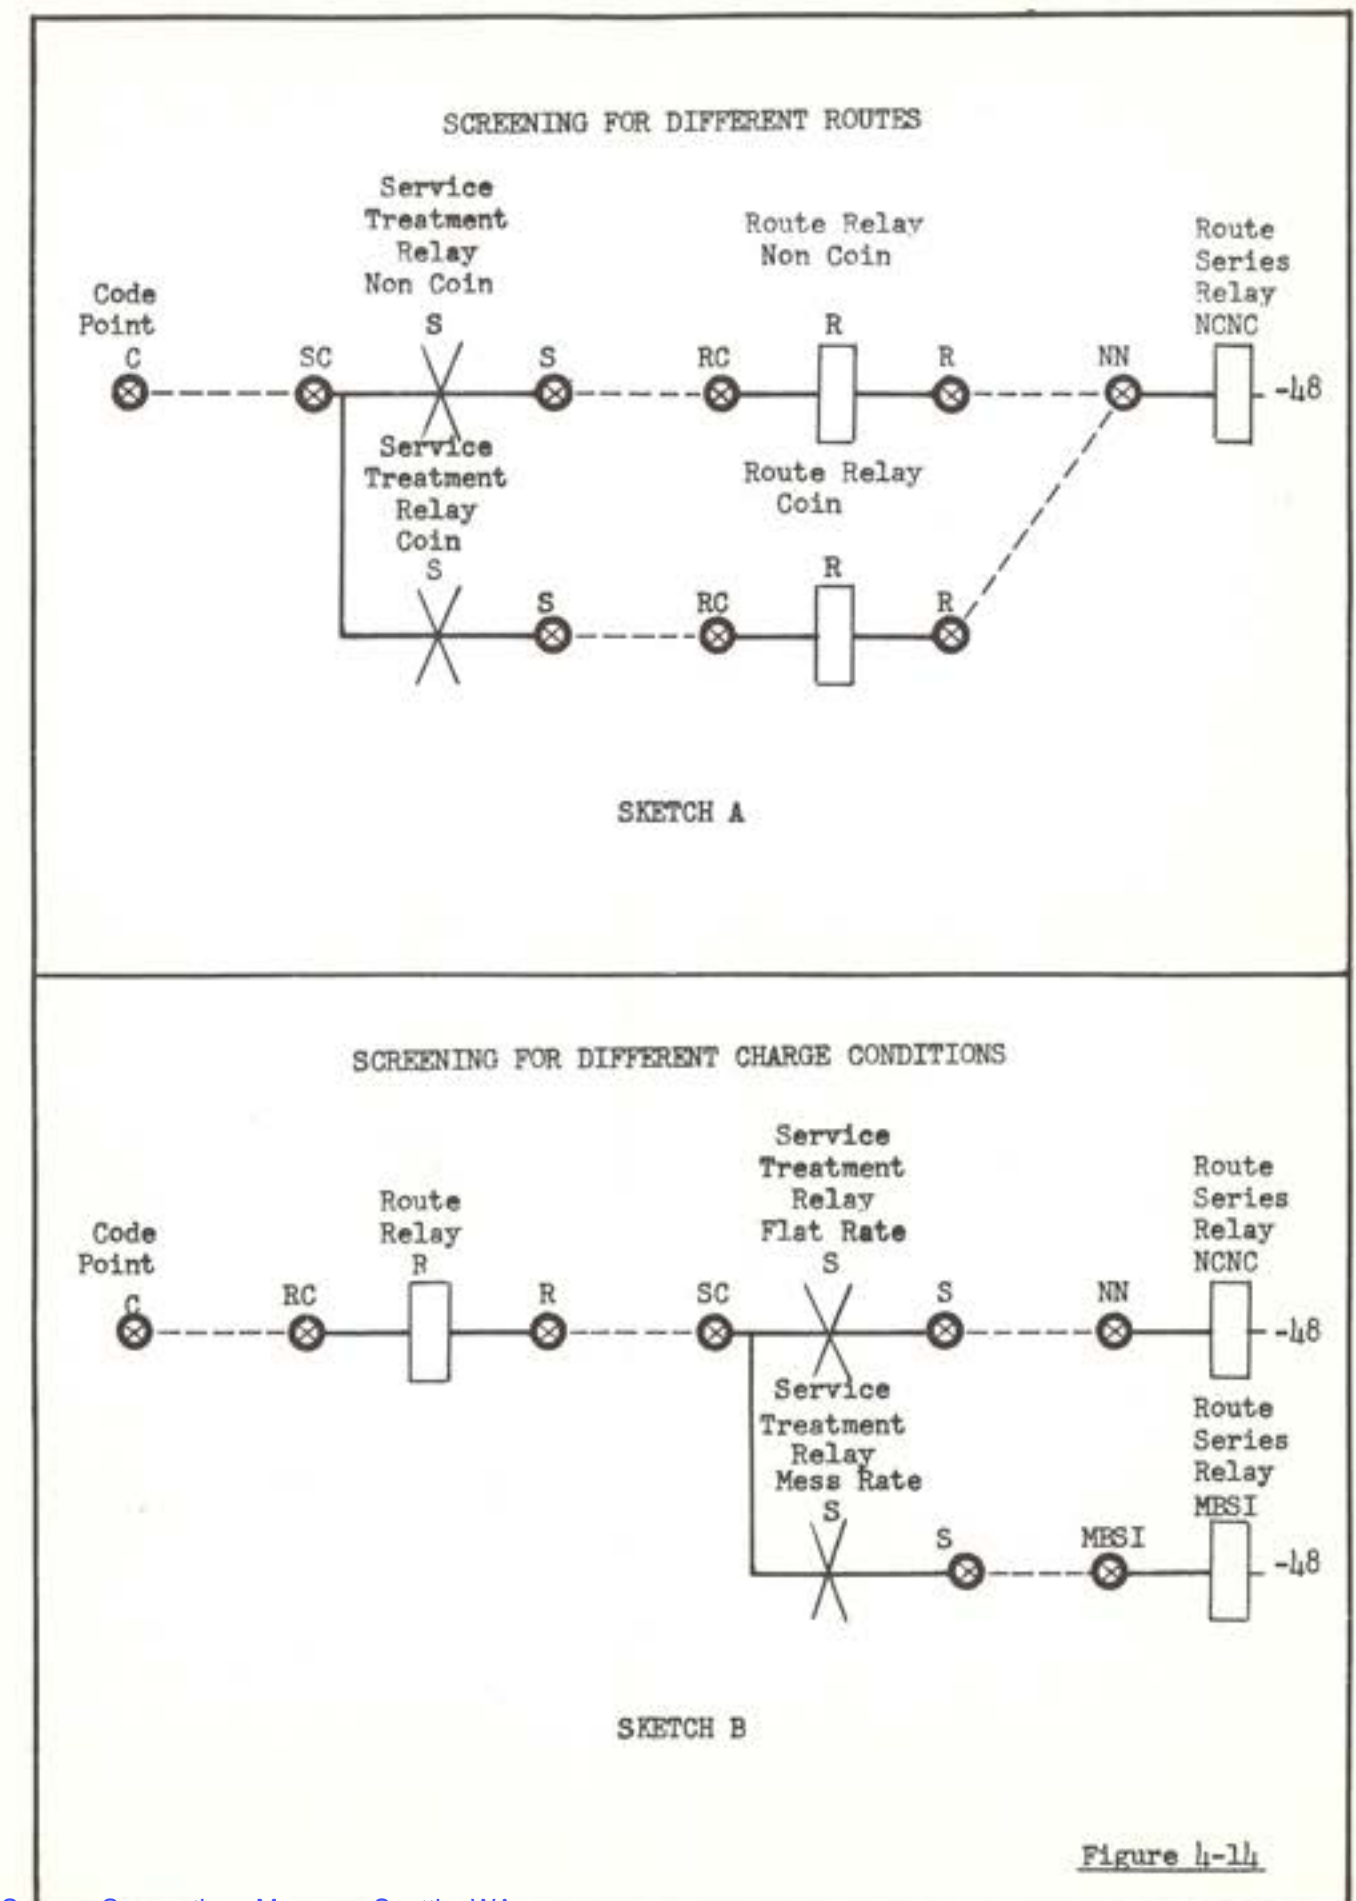 SCREENING FOR DIFFERENT ROUTES
Service
Treatment
Relay
Non Coin
S
Route Relay
Non Coin
R
Route
Series
Relay
NCNC
Code
Point
C
SC
S
RC
R
NN
-48
Service
Treatment
Relay
Coin
S
Route Relay
Coin
R
S
RC
R
SKETCH A
SCREENING FOR DIFFERENT CHARGE CONDITIONS
Code
Point
C
Route
Relay
R
RC
R
SC
Service
Treatment
Relay
Flat Rate
S
S
NN
Route
Series
Relay
NCNC
-48
Service
Treatment
Relay
Mess Rate
S
S
MBSI
Route
Series
Relay
MBSI
-48
SKETCH B
Figure 4-14